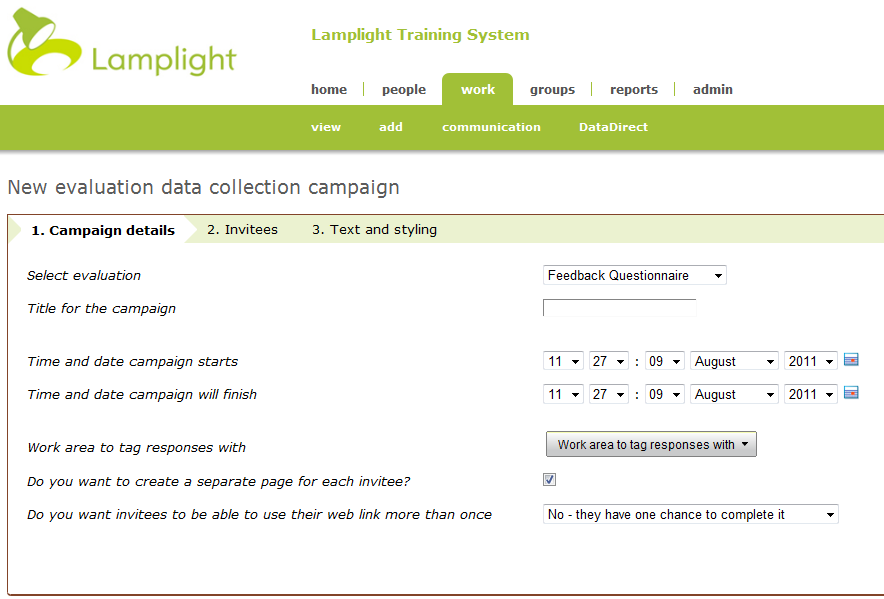 Lamplight
Lamplight Training System
home people work groups reports admin
view add communication DataDirect
New evaluation data collection campaign
1. Campaign details 2. Invitees 3. Text and styling
Select evaluation Feedback Questionnaire
Title for the campaign
Time and date campaign starts 11 27 : 09 August 2011
Time and date campaign will finish 11 27 : 09 August 2011
Work area to tag responses with Work area to tag responses with
Do you want to create a separate page for each invitee?
Do you want invitees to be able to use their web link more than once No - they have one chance to complete it